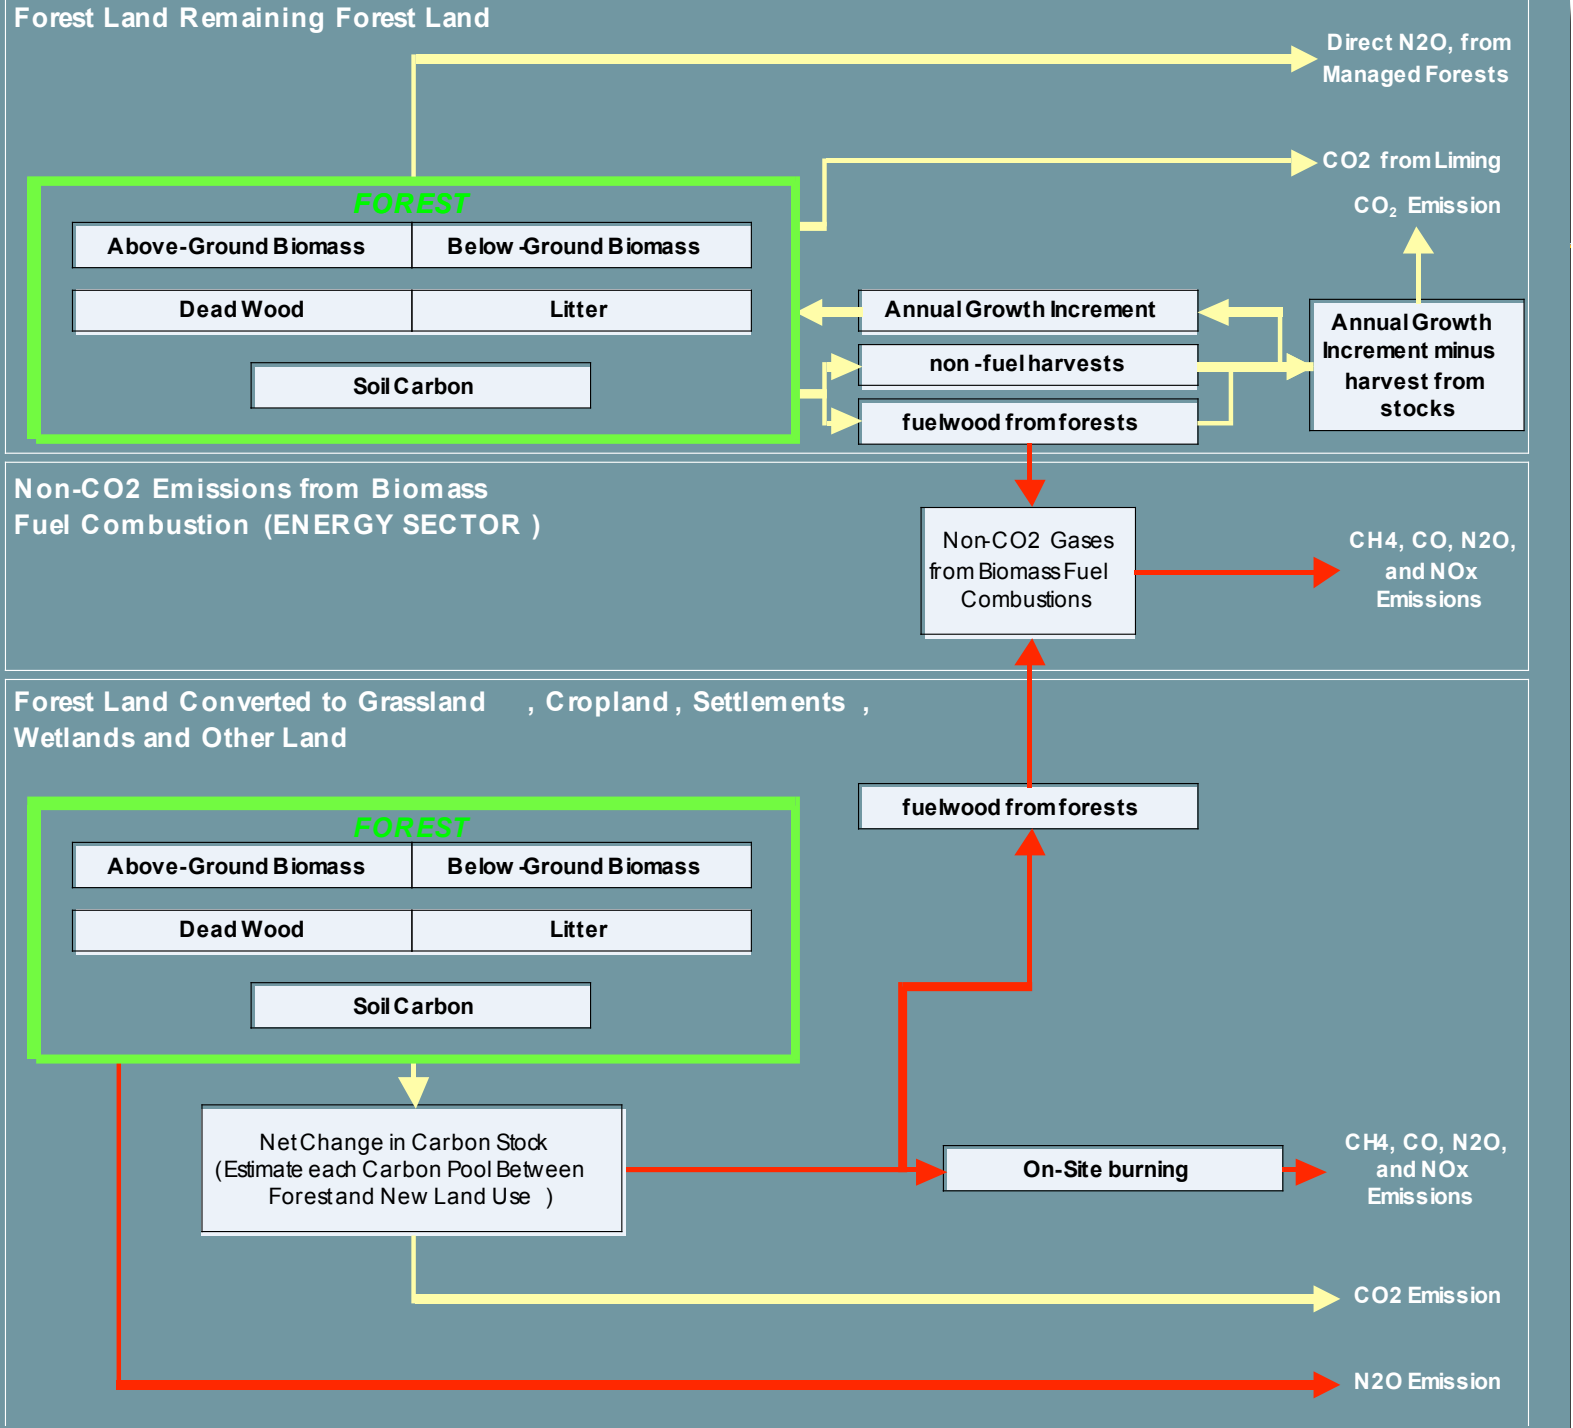 Forest Land Remaining Forest Land
Direct N2O, from
Managed Forests
CO2 from Liming
CO₂ Emission
FOREST
Above-Ground Biomass
Below-Ground Biomass
Dead Wood
Litter
Soil Carbon
Annual Growth Increment
non-fuel harvests
fuelwood from forests
Annual Growth
Increment minus
harvest from
stocks
Non-CO2 Emissions from Biomass
Fuel Combustion (ENERGY SECTOR )
Non-CO2 Gases
from Biomass Fuel
Combustions
CH4, CO, N2O,
and NOx
Emissions
Forest Land Converted to Grassland , Cropland, Settlements ,
Wetlands and Other Land
fuelwood from forests
FOREST
Above-Ground Biomass
Below-Ground Biomass
Dead Wood
Litter
Soil Carbon
Net Change in Carbon Stock
(Estimate each Carbon Pool Between
Forest and New Land Use )
On-Site burning
CH4, CO, N2O,
and NOx
Emissions
CO2 Emission
N2O Emission